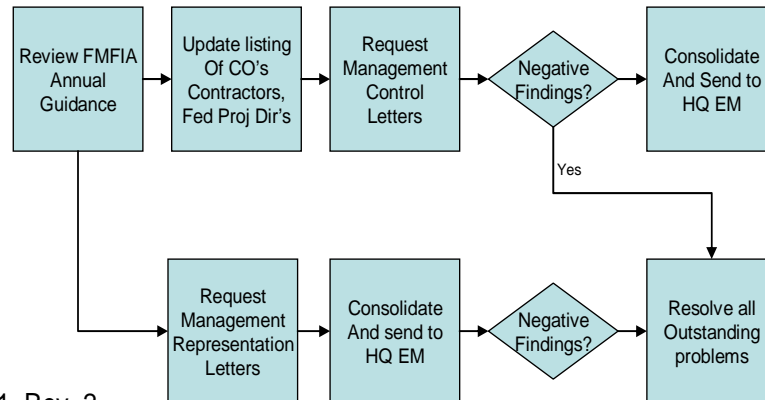 Review FMFIA
Annual
Guidance
Update listing
Of CO's
Contractors,
Fed Proj Dir's
Request
Management
Control
Letters
Negative
Findings?
Consolidate
And Send to
HQ EM
Yes
Request
Management
Representation
Letters
Consolidate
And send to
HQ EM
Negative
Findings?
Resolve all
Outstanding
problems